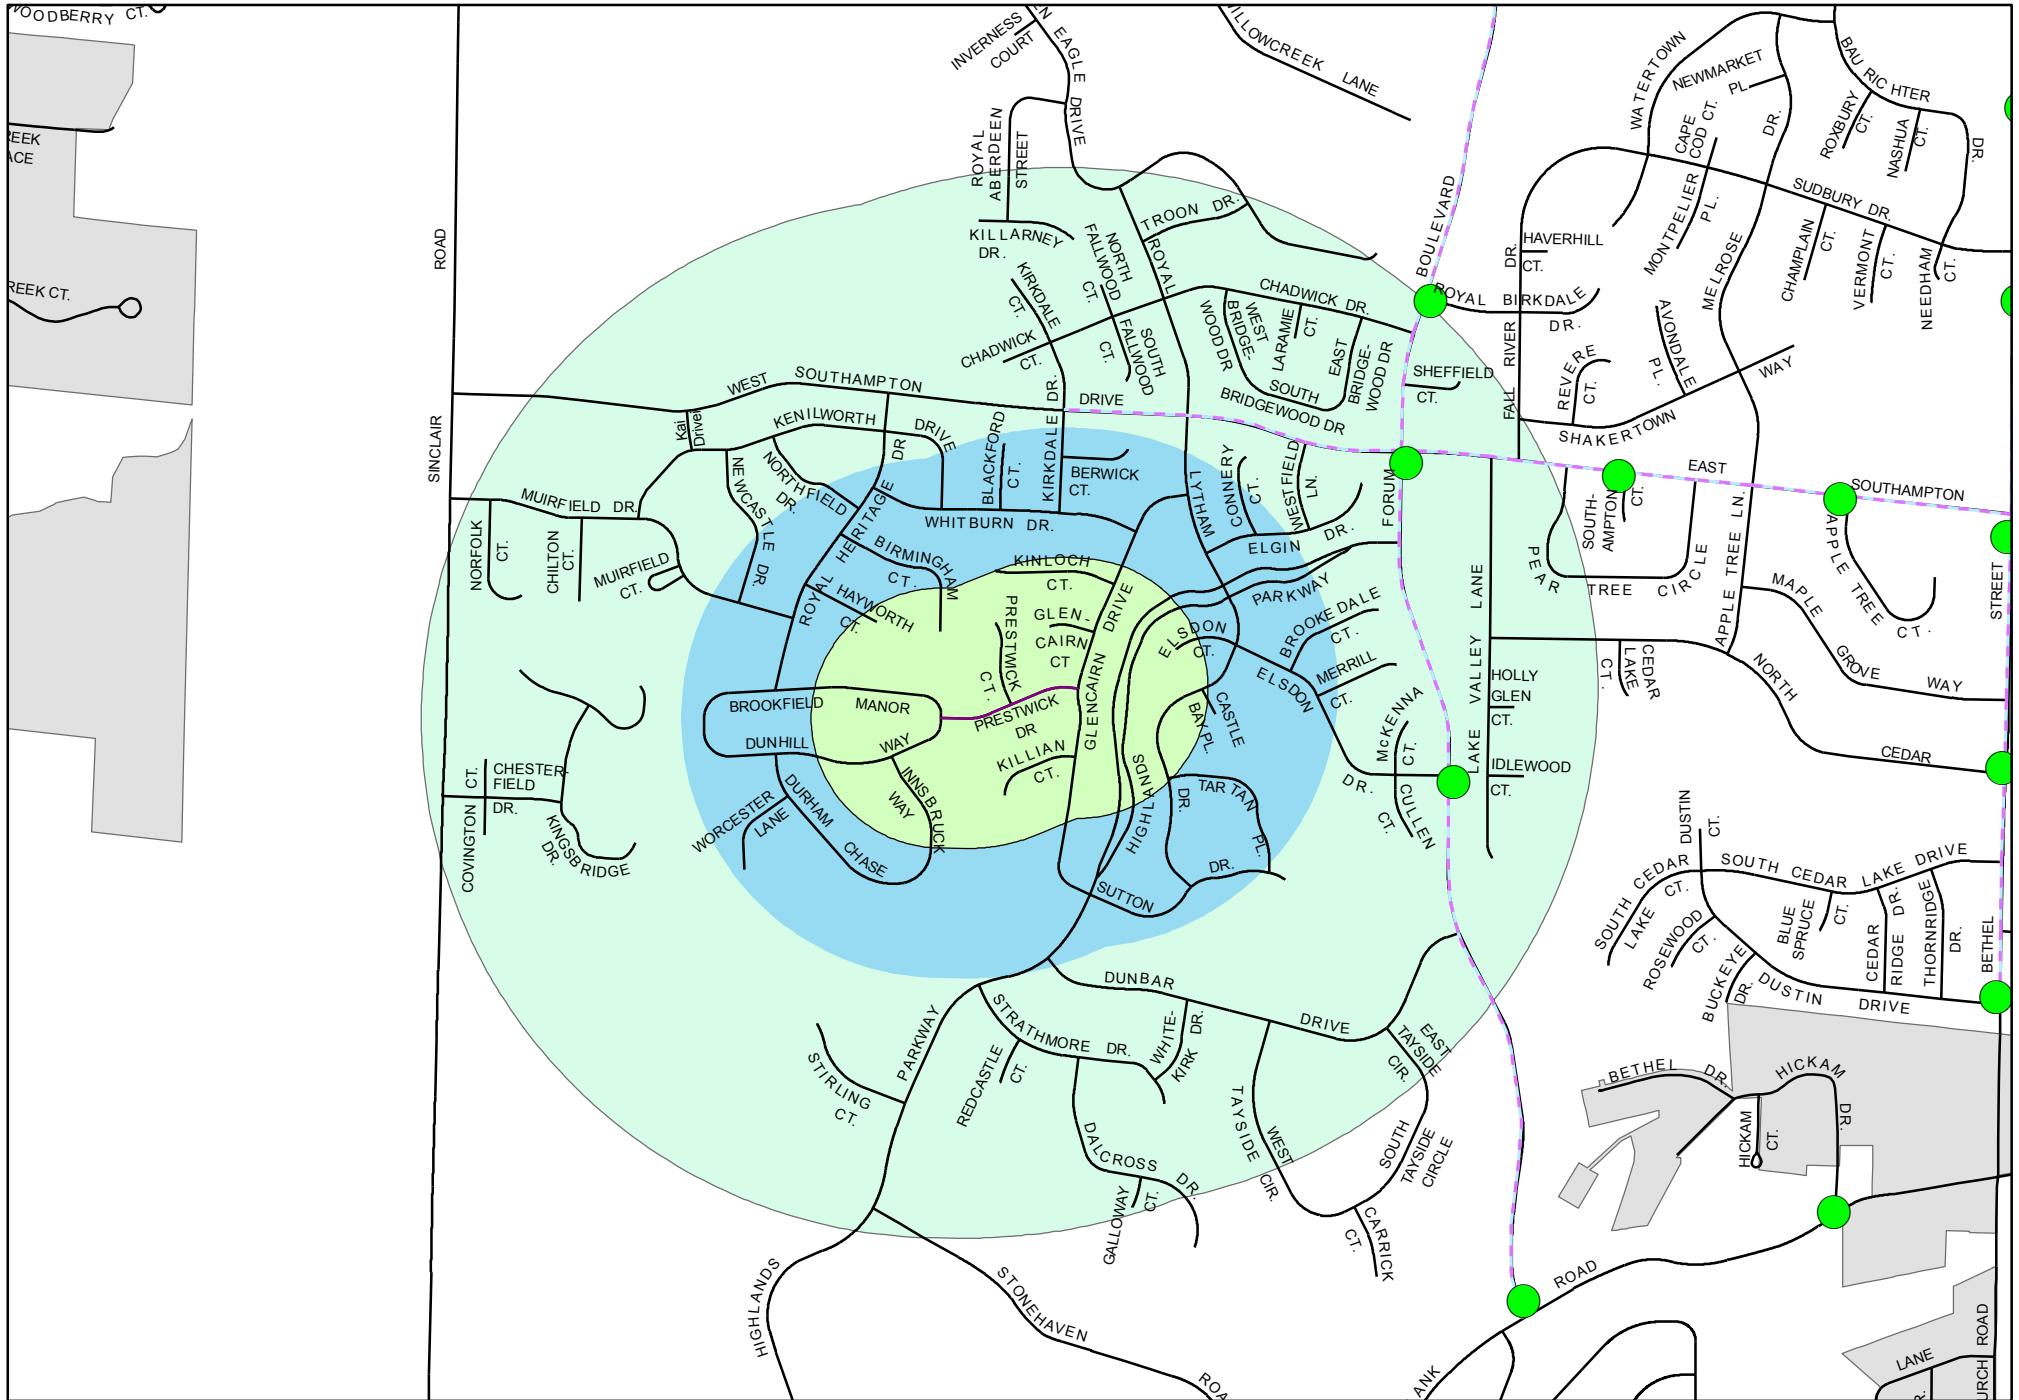 WOODBERRY CT.
REEK
ACE
REEK CT.
INVERNESS
COURT
EN EAGLE DRIVE
ILLOWCREEK LANE
ROYAL
ABERDEEN
STREET
KILLARNEY
DR.
NORTH
FALLWOOD
CT.
TROON DR.
ROYAL
LYTHAM
KIRKDALE
CT.
CHADWICK
CT.
SOUTH
FALLWOOD
CT.
CHADWICK DR.
WEST
BRIDGE-
WOOD DR
LARAMIE
CT.
EAST
BRIDGE-
WOOD DR
SOUTH
BRIDGEWOOD DR
BOULEVARD
FORUM
ROYAL BIRKDALE
DR.
SHEFFIELD
CT.
WATERTOWN
NEWMARKET
PL.
CAPE
COD CT.
DR.
MELROSE
BAURICHTER
DR.
ROXBURY
CT.
NASHUA
CT.
SUDBURY DR.
MONTPELIER
PL.
CHAMPLAIN
CT.
VERMONT
CT.
NEEDHAM
CT.
HAVERHILL
CT.
FALL RIVER DR.
REVERE
CT.
AVONDALE
PL.
SHAKERTOWN
WAY
SINCLAIR
ROAD
WEST SOUTHAMPTON
DRIVE
EAST
SOUTHAMPTON
Kai
Drive
KENILWORTH DRIVE
NORTHFIELD
DR.
NEWCASTLE DR.
ROYAL HERITAGE DR
BLACKFORD
CT.
KIRKDALE DR.
BERWICK
CT.
WHITBURN DR.
BIRMINGHAM
CT.
HAYWORTH
CT.
MUIRFIELD DR.
NORFOLK
CT.
CHILTON
CT.
MUIRFIELD
CT.
CONNERY
CT.
WESTFIELD
LN.
ELGIN DR.
PARKWAY
KINLOCH
CT.
GLEN-
CAIRN
CT
PRESTWICK
CT.
PRESTWICK
DR
KILLIAN
CT.
GLENCAIRN DRIVE
ELSDON
CT.
ELSDON
DR.
BROOKEDALE
CT.
MERRILL
CT.
McKENNA
CT.
CULLEN
CT.
CASTLE
BAY PL.
HIGHLANDS
TARTAN
PL.
DR.
SUTTON
DR.
BROOKFIELD MANOR
DUNHILL WAY
INNSBRUCK
WAY
DURHAM
CHASE
WORCESTER
LANE
COVINGTON CT.
CHESTER-
FIELD
DR.
KINGSBRIDGE
DR.
LAKE VALLEY LANE
HOLLY
GLEN
CT.
IDLEWOOD
CT.
SOUTH-
AMPTON
CT.
PEAR TREE CIRCLE
APPLE TREE LN.
APPLE TREE
CT.
MAPLE GROVE WAY
CEDAR
LAKE
CT.
NORTH
CEDAR
STREET
BETHEL
DUSTIN
CT.
SOUTH CEDAR LAKE DRIVE
SOUTH CEDAR
LAKE CT.
ROSEWOOD
CT.
BUCKEYE
DR.
BLUE
SPRUCE
CT.
CEDAR
RIDGE DR.
THORNRIDGE
DR.
DUSTIN DRIVE
BETHEL DR.
HICKAM
DR.
HICKAM
CT.
DUNBAR
DRIVE
STRATHMORE DR.
REDCASTLE
CT.
WHITE-
KIRK DR.
STIRLING
CT.
PARKWAY
DALCROSS DR.
GALLOWAY
CT.
TAYSIDE
WEST
CIR.
EAST
TAYSIDE
CIR.
SOUTH
TAYSIDE
CIRCLE
CARRICK
CT.
HIGHLANDS
STONEHAVEN
ROA
ROAD
ANK
LANE
R.
URCH ROAD